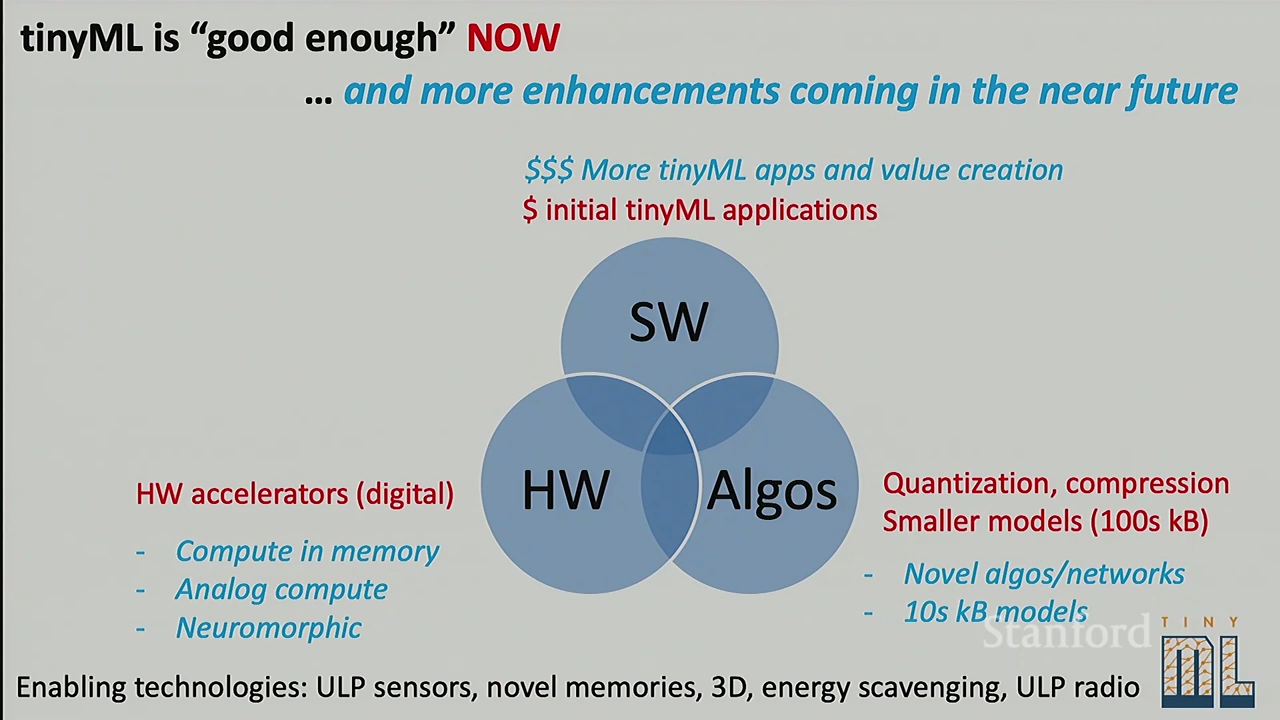 tinyML is “good enough” NOW
... and more enhancements coming in the near future
$$$ More tinyML apps and value creation
$ initial tinyML applications
SW
HW
Algos
HW accelerators (digital)
- Compute in memory
- Analog compute
- Neuromorphic
Quantization, compression
Smaller models (100s kB)
- Novel algos/networks
- 10s kB models
Stanford
TINY
ML
Enabling technologies: ULP sensors, novel memories, 3D, energy scavenging, ULP radio